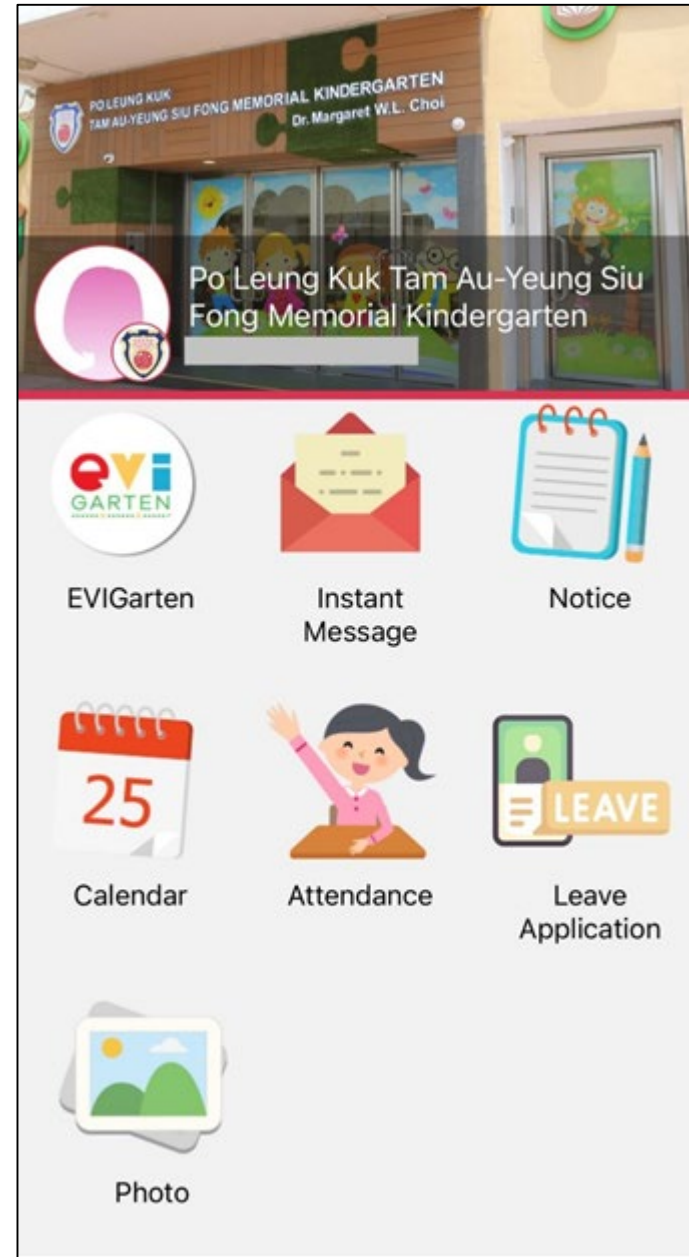 PO LEUNG KUK
TAM AU-YEUNG SIU FONG MEMORIAL KINDERGARTEN
Dr. Margaret W.L. Choi
Po Leung Kuk Tam Au-Yeung Siu
Fong Memorial Kindergarten
evi
GARTEN
EVIGarten
Instant
Message
Notice
25
Calendar
Attendance
LEAVE
Leave
Application
Photo